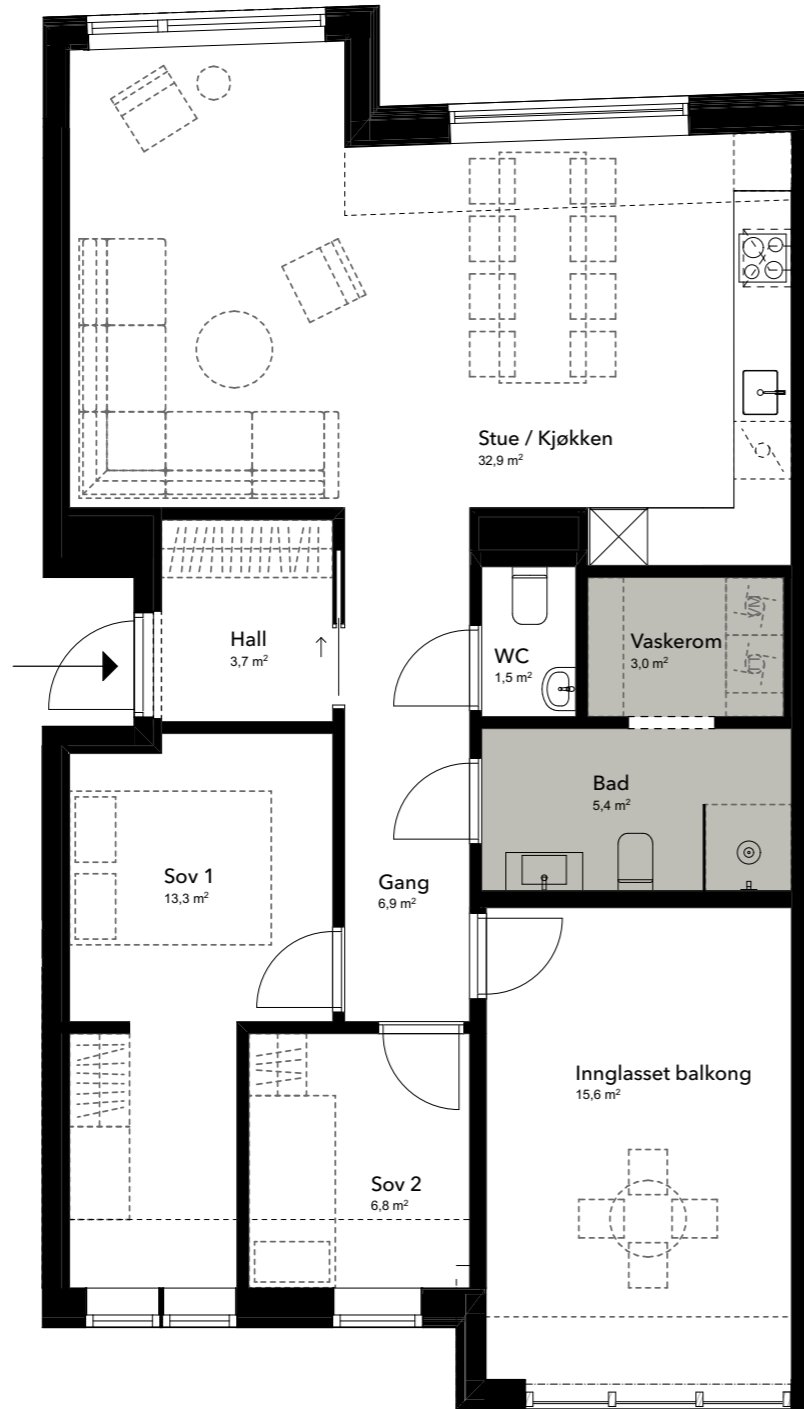 Stue / Kjøkken
32,9 m²
Hall
3,7 m²
WC
1,5 m²
Vaskerom
3,0 m²
VM
Bad
5,4 m²
Sov 1
13,3 m²
Gang
6,9 m²
Innglasset balkong
15,6 m²
Sov 2
6,8 m²